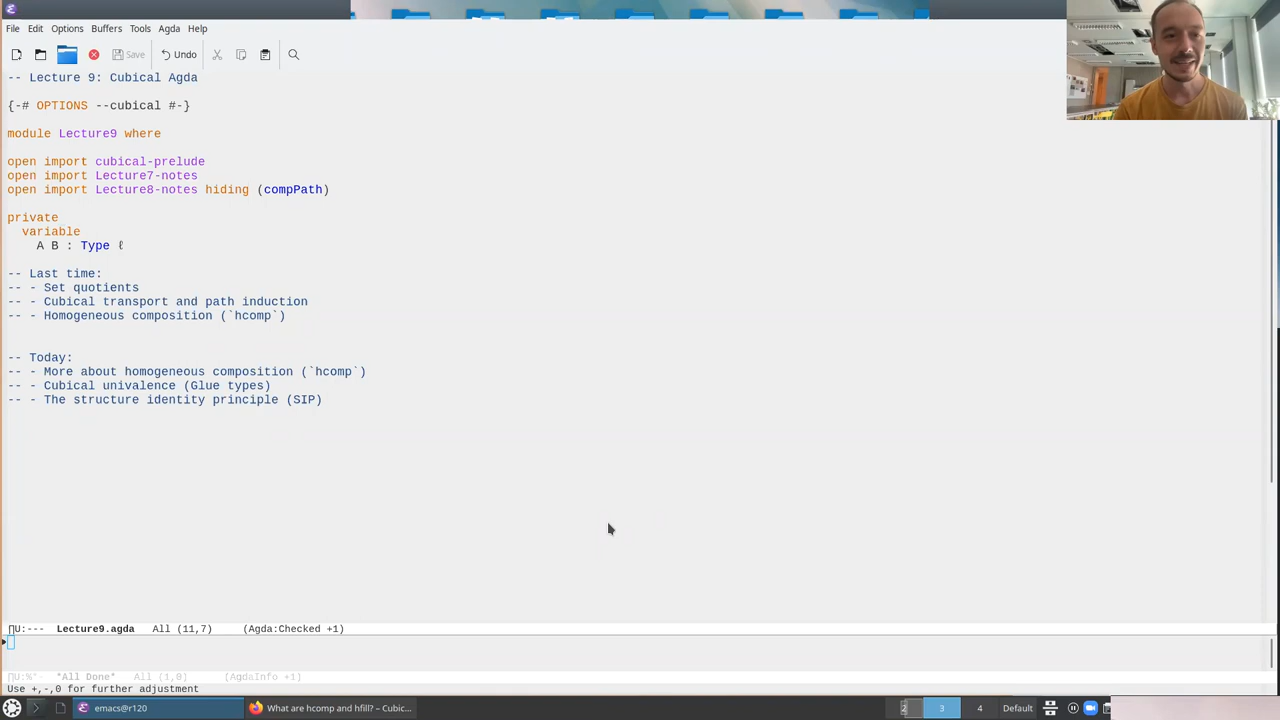 File Edit Options Buffers Tools Agda Help
Save Undo
-- Lecture 9: Cubical Agda
{-# OPTIONS --cubical #-}
module Lecture9 where
open import cubical-prelude
open import Lecture7-notes
open import Lecture8-notes hiding (compPath)
private
variable
A B : Type ℓ
-- Last time:
-- - Set quotients
-- - Cubical transport and path induction
-- - Homogeneous composition (`hcomp`)
-- Today:
-- - More about homogeneous composition (`hcomp`)
-- - Cubical univalence (Glue types)
-- - The structure identity principle (SIP)
∏U:--- Lecture9.agda All (11,7) (Agda:Checked +1)
∏U:%*- *All Done* All (1,0) (AgdaInfo +1)
Use +,-,0 for further adjustment
emacs@r120 What are hcomp and hfill? – Cubic... 2 3 4 Default